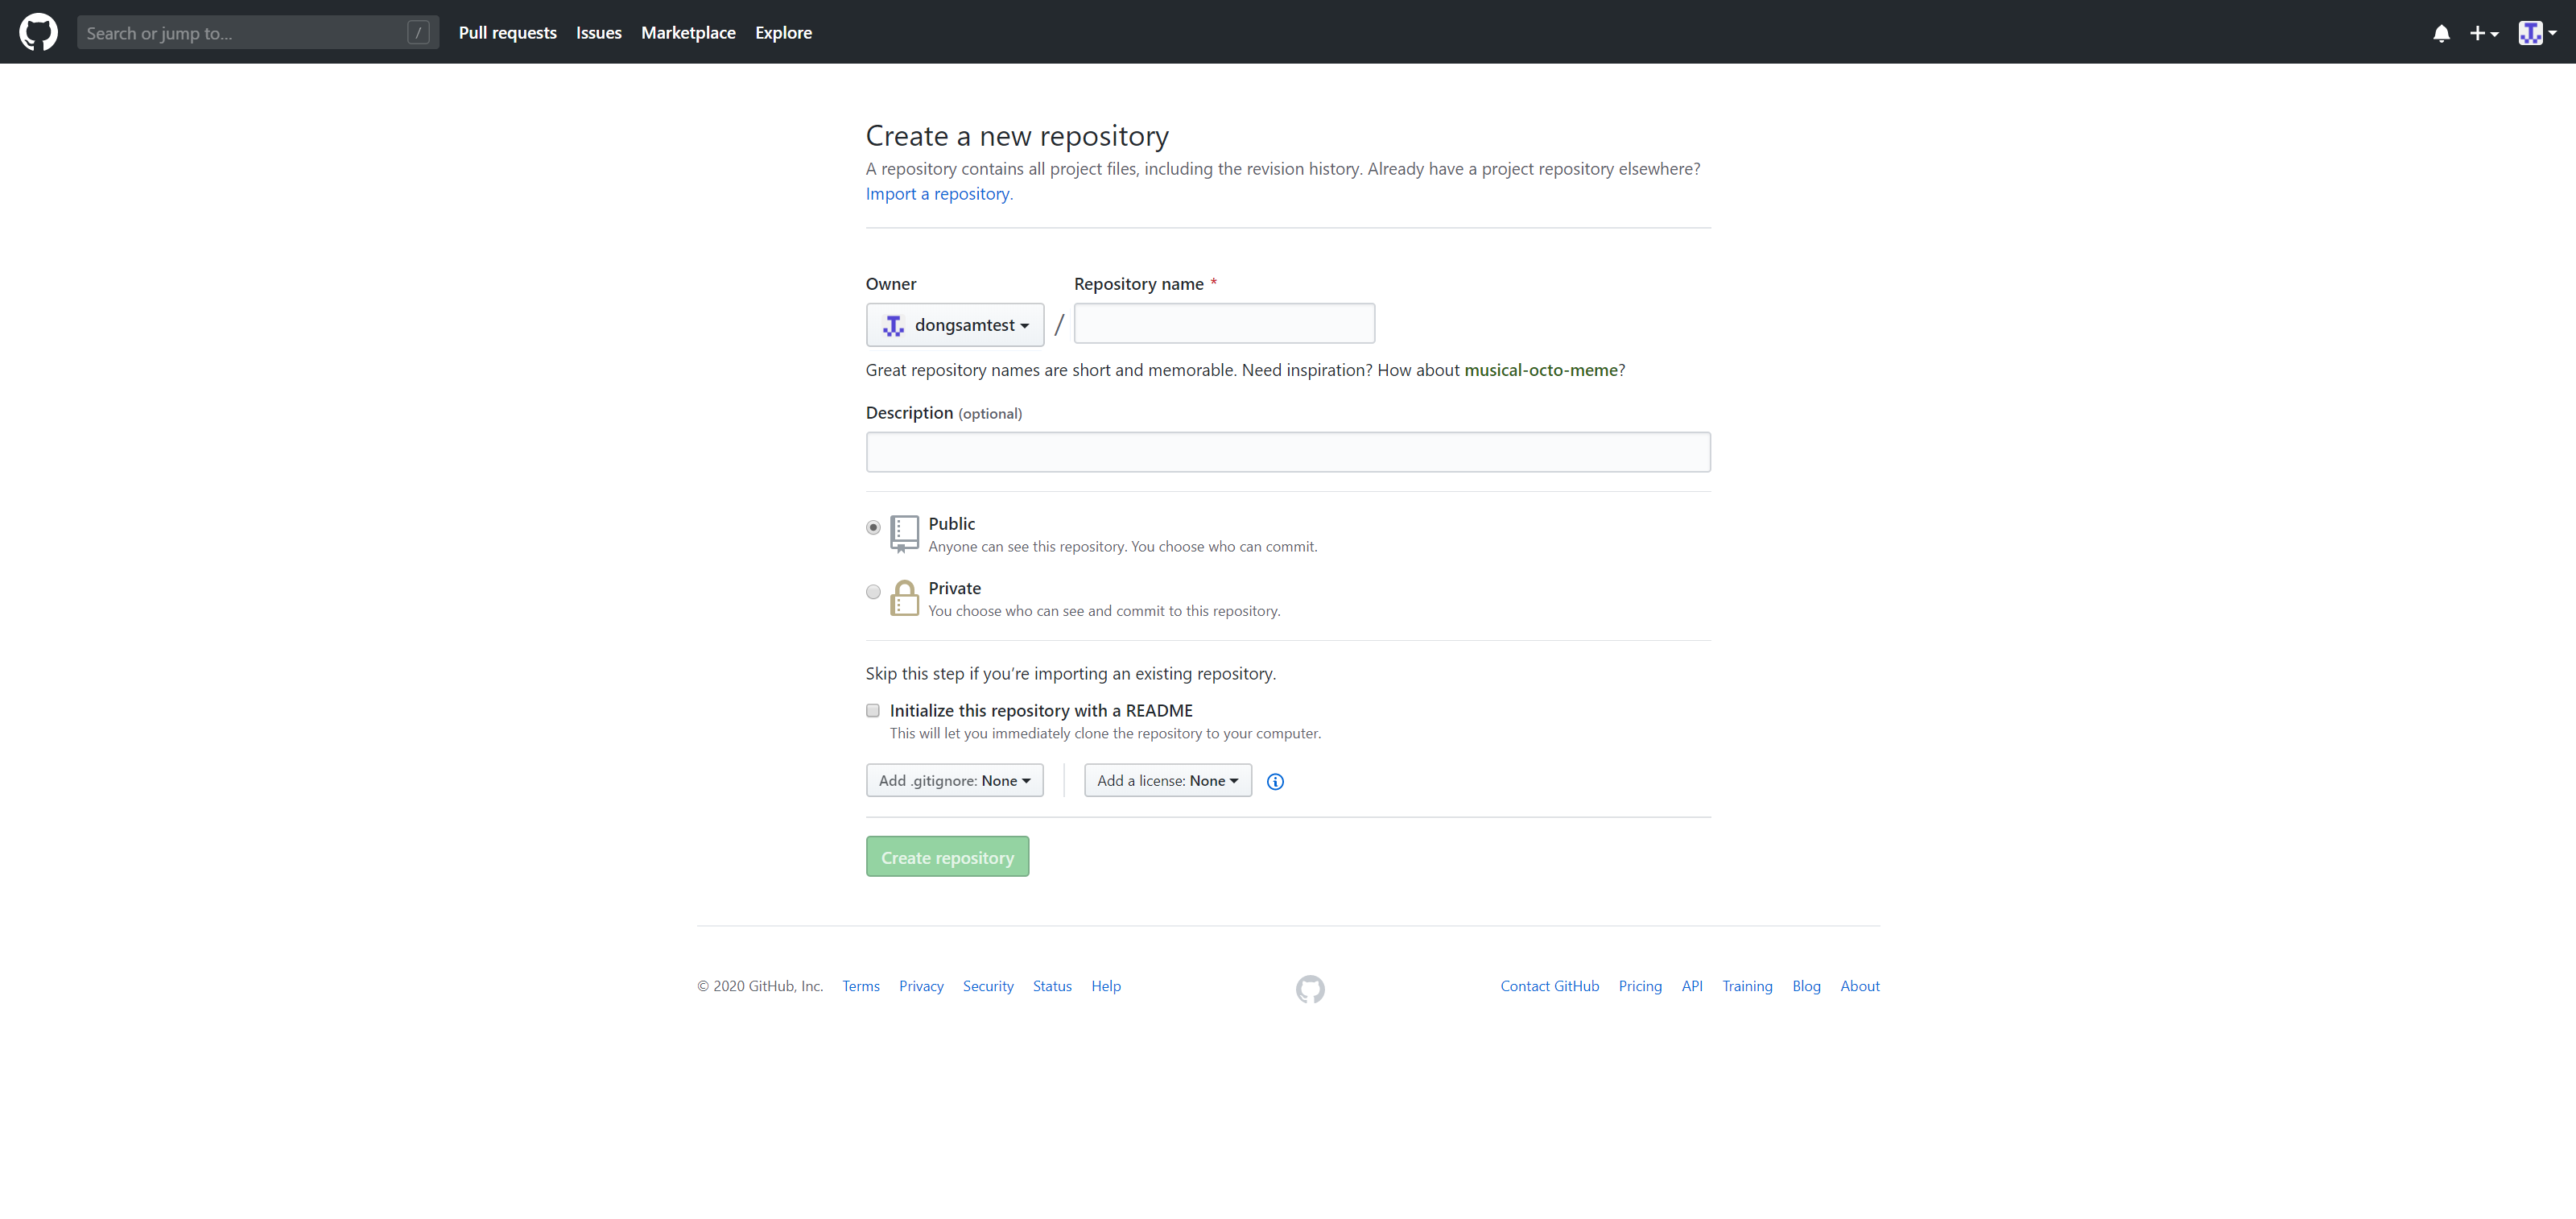 Search or jump to... /
Pull requests Issues Marketplace Explore
Create a new repository
A repository contains all project files, including the revision history. Already have a project repository elsewhere?
Import a repository.
Owner Repository name *
dongsamtest /
Great repository names are short and memorable. Need inspiration? How about musical-octo-meme?
Description (optional)
Public
Anyone can see this repository. You choose who can commit.
Private
You choose who can see and commit to this repository.
Skip this step if you’re importing an existing repository.
Initialize this repository with a README
This will let you immediately clone the repository to your computer.
Add .gitignore: None Add a license: None
Create repository
© 2020 GitHub, Inc. Terms Privacy Security Status Help Contact GitHub Pricing API Training Blog About